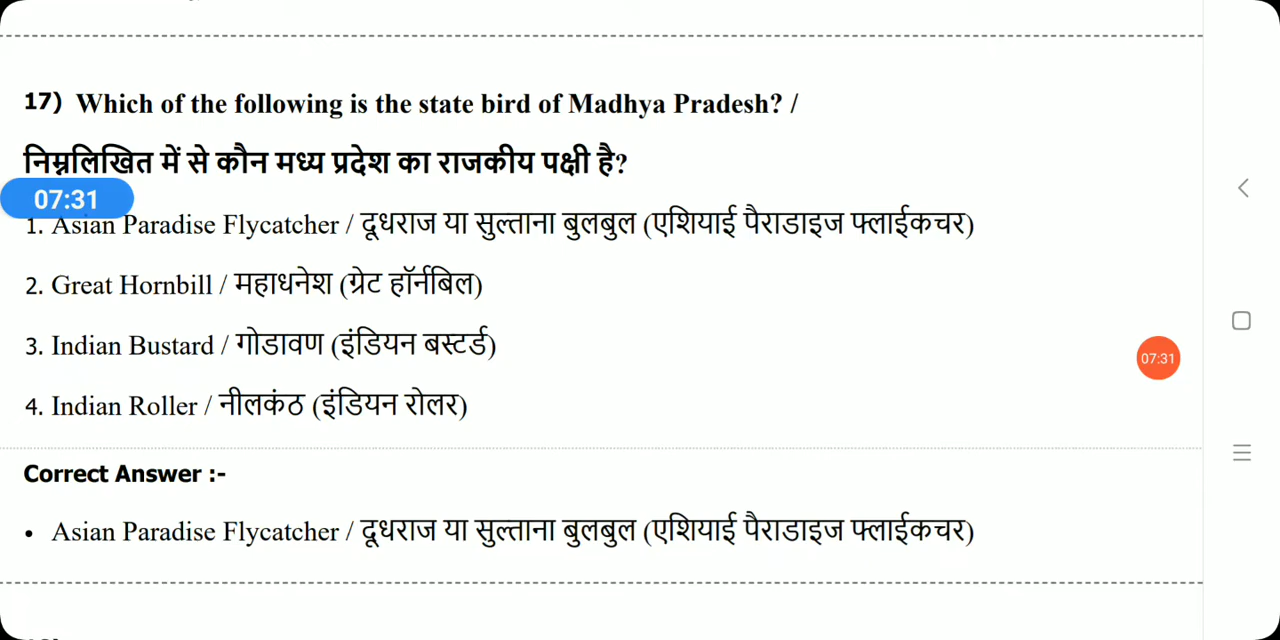 17) Which of the following is the state bird of Madhya Pradesh? /
निम्नलिखित में से कौन मध्य प्रदेश का राजकीय पक्षी है?
07:31
1. Asian Paradise Flycatcher / दूधराज या सुल्ताना बुलबुल (एशियाई पैराडाइज फ्लाईकचर)
2. Great Hornbill / महाधनेश (ग्रेट हॉर्नबिल)
3. Indian Bustard / गोडावण (इंडियन बस्टर्ड)
07:31
4. Indian Roller / नीलकंठ (इंडियन रोलर)
Correct Answer :-
• Asian Paradise Flycatcher / दूधराज या सुल्ताना बुलबुल (एशियाई पैराडाइज फ्लाईकचर)